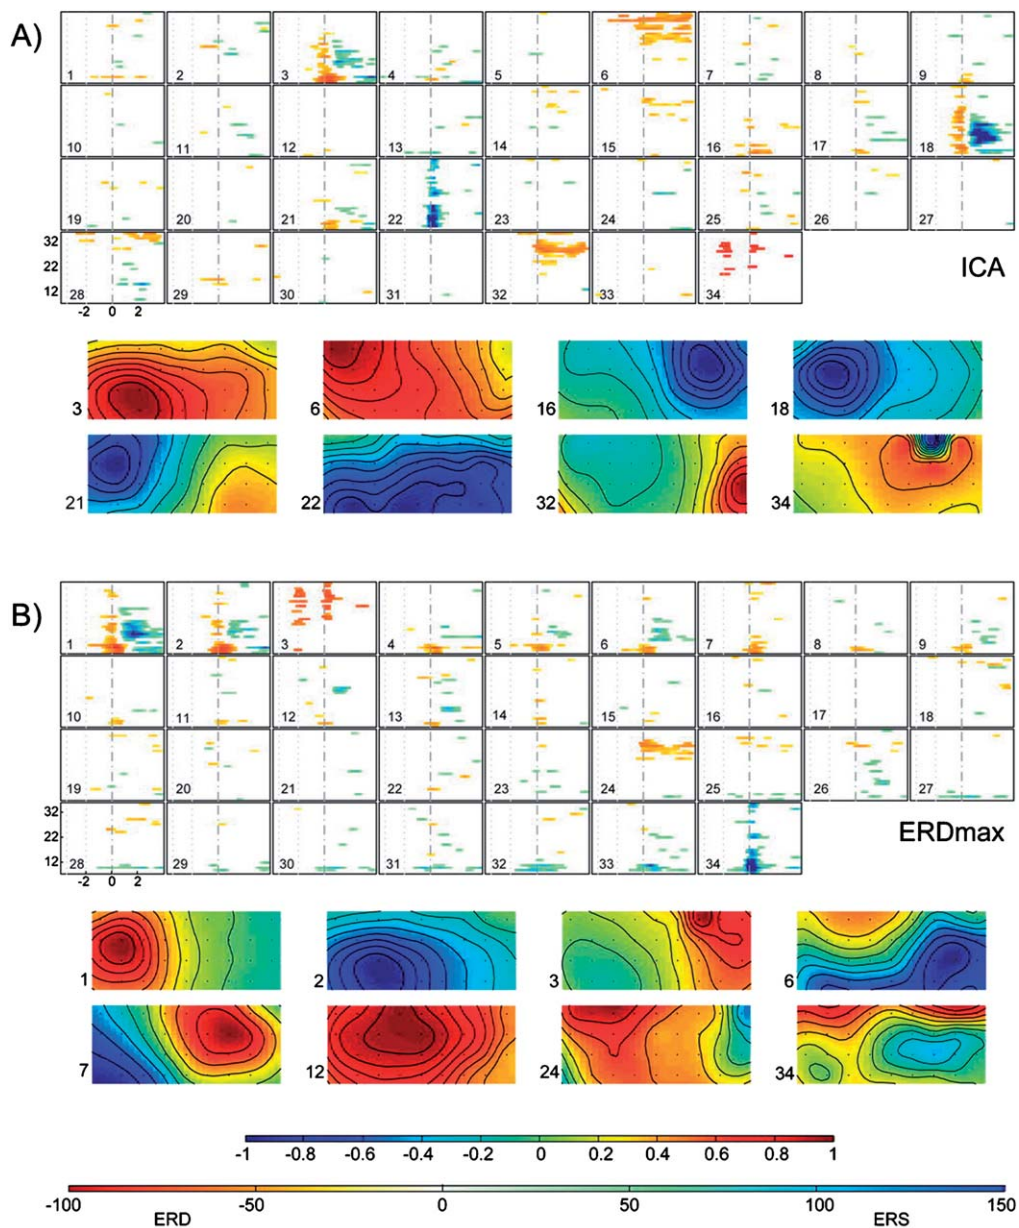 A)
1 2 3 4 5 6 7 8 9
10 11 12 13 14 15 16 17 18
19 20 21 22 23 24 25 26 27
32
22
12
28 29 30 31 32 33 34
-2 0 2
ICA
3 6 16 18
21 22 32 34
B)
1 2 3 4 5 6 7 8 9
10 11 12 13 14 15 16 17 18
19 20 21 22 23 24 25 26 27
32
22
12
28 29 30 31 32 33 34
-2 0 2
ERDmax
1 2 3 6
7 12 24 34
-1 -0.8 -0.6 -0.4 -0.2 0 0.2 0.4 0.6 0.8 1
-100 -50 0 50 100 150
ERD ERS